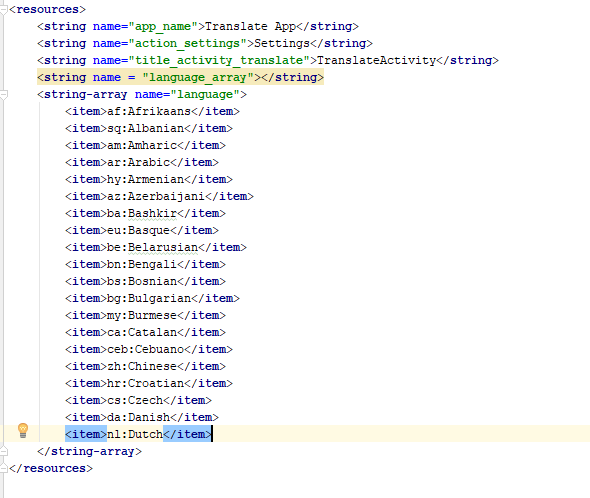 <resources>
<string name="app_name">Translate App</string>
<string name="action_settings">Settings</string>
<string name="title_activity_translate">TranslateActivity</string>
<string name = "language_array"></string>
<string-array name="language">
<item>af:Afrikaans</item>
<item>sq:Albanian</item>
<item>am:Amharic</item>
<item>ar:Arabic</item>
<item>hy:Armenian</item>
<item>az:Azerbaijani</item>
<item>ba:Bashkir</item>
<item>eu:Basque</item>
<item>be:Belarusian</item>
<item>bn:Bengali</item>
<item>bs:Bosnian</item>
<item>bg:Bulgarian</item>
<item>my:Burmese</item>
<item>ca:Catalan</item>
<item>ceb:Cebuano</item>
<item>zh:Chinese</item>
<item>hr:Croatian</item>
<item>cs:Czech</item>
<item>da:Danish</item>
<item>nl:Dutch</item>
</string-array>
</resources>